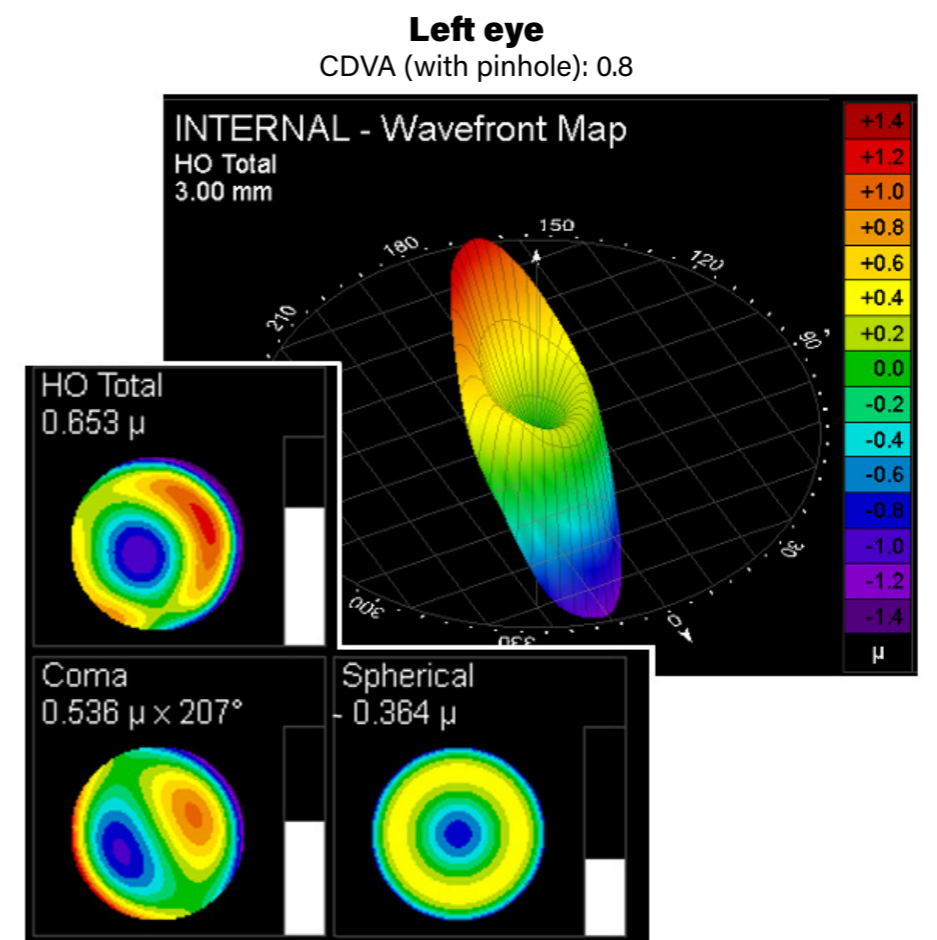 Left eye
CDVA (with pinhole): 0.8
INTERNAL - Wavefront Map
HO Total
3.00 mm
+1.4
+1.2
+1.0
+0.8
+0.6
+0.4
+0.2
0.0
-0.2
-0.4
-0.6
-0.8
-1.0
-1.2
-1.4
µ
150
180
120
210
90
30
300
330
0
HO Total
0.653 µ
Coma
0.536 µ x 207°
Spherical
- 0.364 µ